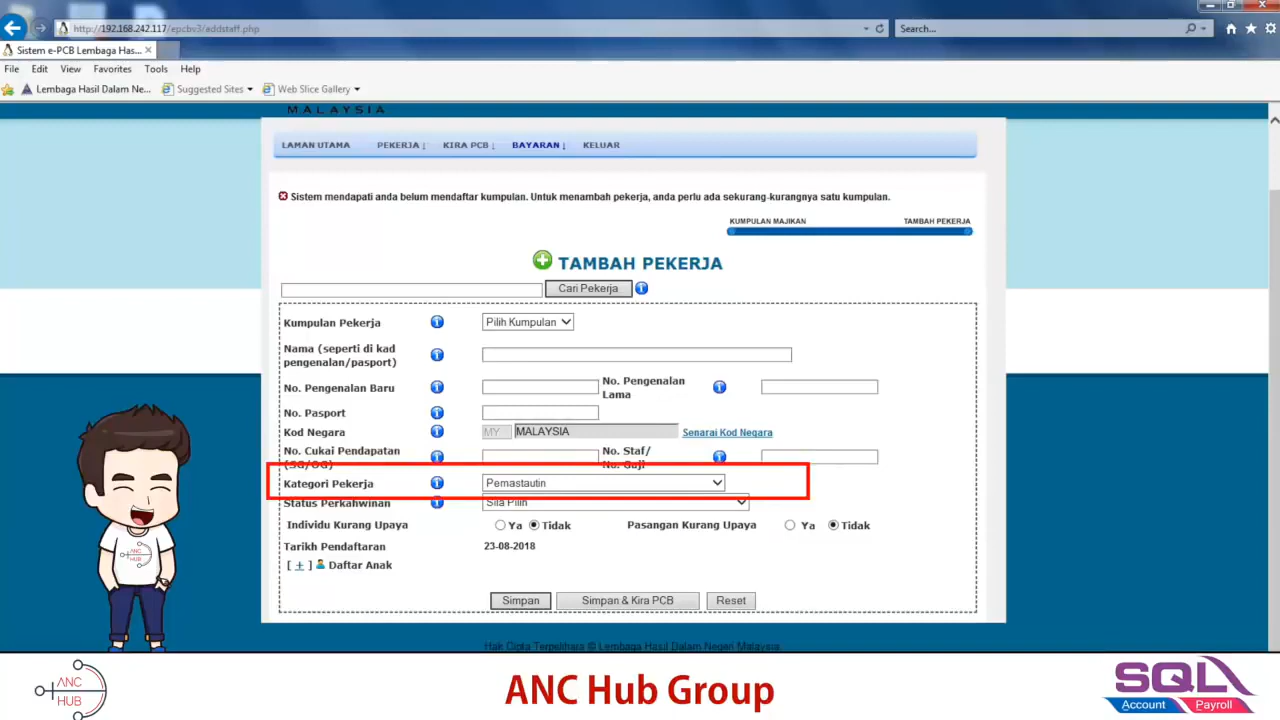 http://192.168.242.117/epcbv3/addstaff.php
Search...
Sistem e-PCB Lembaga Has...
File Edit View Favorites Tools Help
Lembaga Hasil Dalam Ne... Suggested Sites Web Slice Gallery
MALAYSIA
LAMAN UTAMA PEKERJA↓ KIRA PCB↓ BAYARAN↓ KELUAR
Sistem mendapati anda belum mendaftar kumpulan. Untuk menambah pekerja, anda perlu ada sekurang-kurangnya satu kumpulan.
KUMPULAN MAJIKAN TAMBAH PEKERJA
TAMBAH PEKERJA
Cari Pekerja
Kumpulan Pekerja Pilih Kumpulan
Nama (seperti di kad
pengenalan/pasport)
No. Pengenalan Baru No. Pengenalan
Lama
No. Pasport
Kod Negara MY MALAYSIA Senarai Kod Negara
No. Cukai Pendapatan No. Staf/
(SG/OG) No. Gaji
Kategori Pekerja Pemastautin
Status Perkahwinan Sila Pilih
Individu Kurang Upaya Ya Tidak Pasangan Kurang Upaya Ya Tidak
Tarikh Pendaftaran 23-08-2018
[ + ] Daftar Anak
Simpan Simpan & Kira PCB Reset
Hak Cipta Terpelihara © Lembaga Hasil Dalam Negeri Malaysia
ANC
HUB
ANC
HUB
ANC Hub Group
SQL
Account Payroll